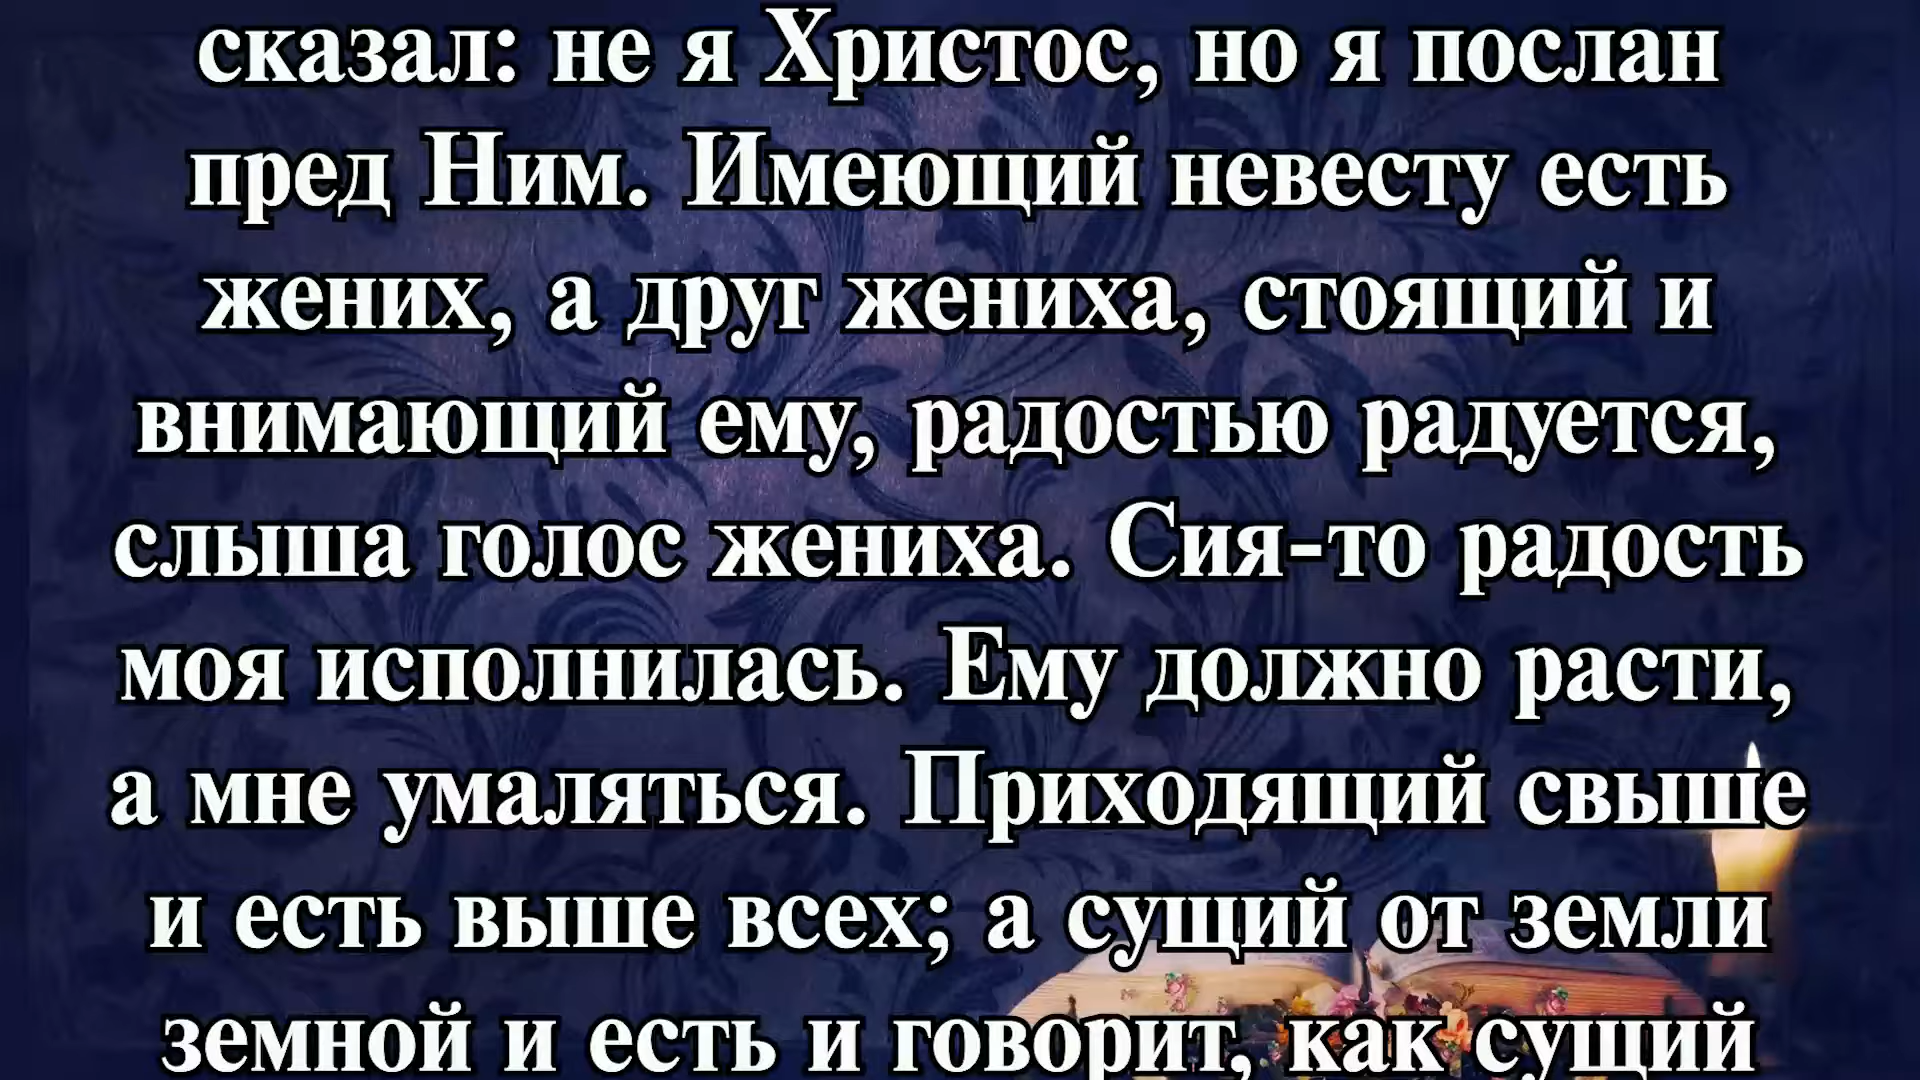 сказал: не я Христос, но я послан
пред Ним. Имеющий невесту есть
жених, а друг жениха, стоящий и
внимающий ему, радостью радуется,
слыша голос жениха. Сия-то радость
моя исполнилась. Ему должно расти,
а мне умаляться. Приходящий свыше
и есть выше всех; а сущий от земли
земной и есть и говорит, как сущий